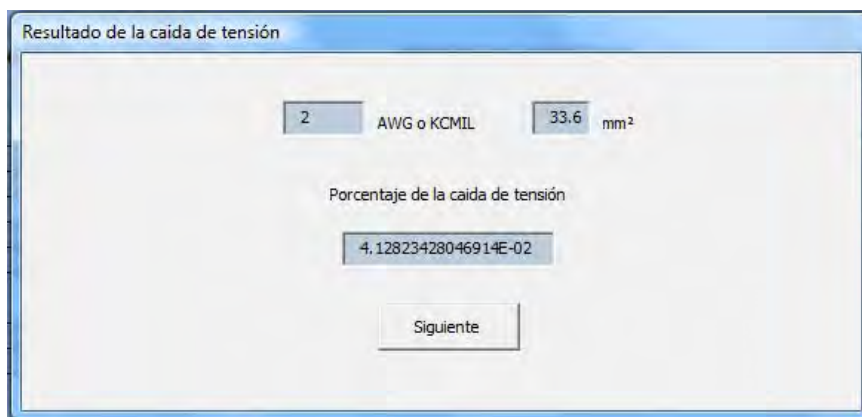 Resultado de la caida de tensión
2 AWG o KCMIL 33.6 mm²
Porcentaje de la caida de tensión
4.12823428046914E-02
Siguiente